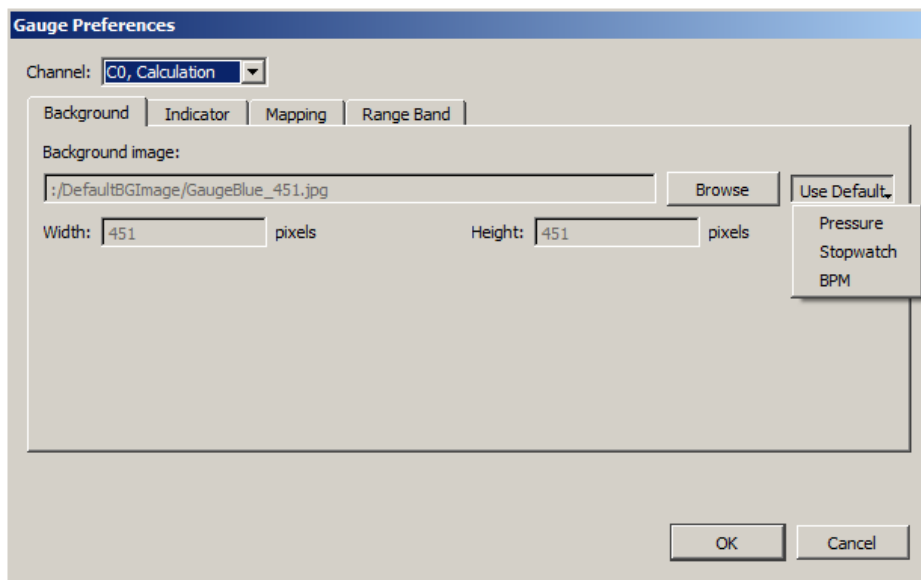 Gauge Preferences
Channel: C0, Calculation
Background Indicator Mapping Range Band
Background image:
:/DefaultBGImage/GaugeBlue_451.jpg Browse Use Default
Width: 451 pixels Height: 451 pixels
Pressure
Stopwatch
BPM
OK Cancel